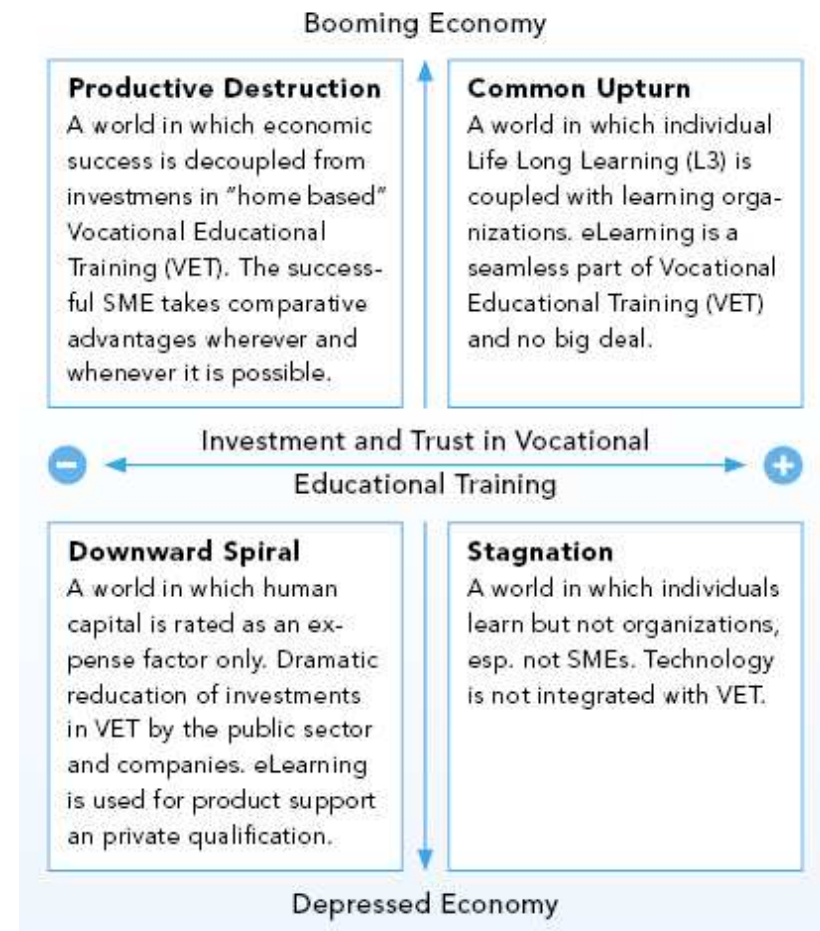 Booming Economy
Productive Destruction
A world in which economic
success is decoupled from
investmens in "home based"
Vocational Educational
Training (VET). The success-
ful SME takes comparative
advantages wherever and
whenever it is possible.
Common Upturn
A world in which individual
Life Long Learning (L3) is
coupled with learning orga-
nizations. eLearning is a
seamless part of Vocational
Educational Training (VET)
and no big deal.
Investment and Trust in Vocational
Educational Training
Downward Spiral
A world in which human
capital is rated as an ex-
pense factor only. Dramatic
reducation of investments
in VET by the public sector
and companies. eLearning
is used for product support
an private qualification.
Stagnation
A world in which individuals
learn but not organizations,
esp. not SMEs. Technology
is not integrated with VET.
Depressed Economy